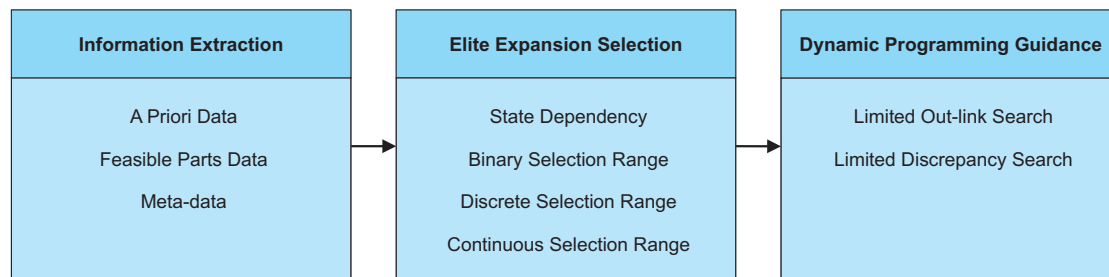 Information Extraction
A Priori Data
Feasible Parts Data
Meta-data
Elite Expansion Selection
State Dependency
Binary Selection Range
Discrete Selection Range
Continuous Selection Range
Dynamic Programming Guidance
Limited Out-link Search
Limited Discrepancy Search